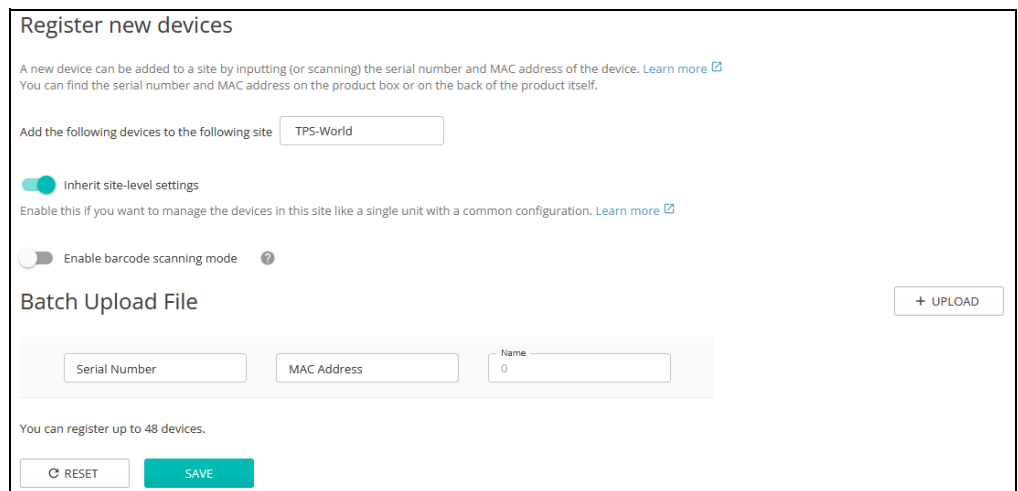 Register new devices
A new device can be added to a site by inputting (or scanning) the serial number and MAC address of the device. Learn more
You can find the serial number and MAC address on the product box or on the back of the product itself.
Add the following devices to the following site TPS-World
Inherit site-level settings
Enable this if you want to manage the devices in this site like a single unit with a common configuration. Learn more
Enable barcode scanning mode ?
Batch Upload File + UPLOAD
Name
Serial Number MAC Address 0
You can register up to 48 devices.
RESET SAVE